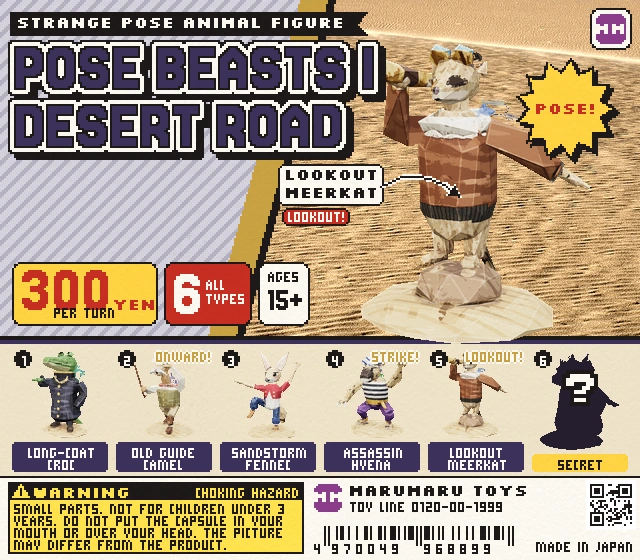 STRANGE POSE ANIMAL FIGURE
POSE BEASTS I
DESERT ROAD
POSE!
LOOKOUT
MEERKAT
LOOKOUT!
300 YEN
PER TURN
6 ALL
TYPES
AGES
15+
1
2 ONWARD!
3
4 STRIKE!
5 LOOKOUT!
6
?
LONG-COAT
CROC
OLD GUIDE
CAMEL
SANDSTORM
FENNEC
ASSASSIN
HYENA
LOOKOUT
MEERKAT
SECRET
WARNING CHOKING HAZARD
SMALL PARTS. NOT FOR CHILDREN UNDER 3
YEARS. DO NOT PUT THE CAPSULE IN YOUR
MOUTH OR OVER YOUR HEAD. THE PICTURE
MAY DIFFER FROM THE PRODUCT.
MARUMARU TOYS
TOY LINE 0120-00-1999
4 970049 968899
MADE IN JAPAN